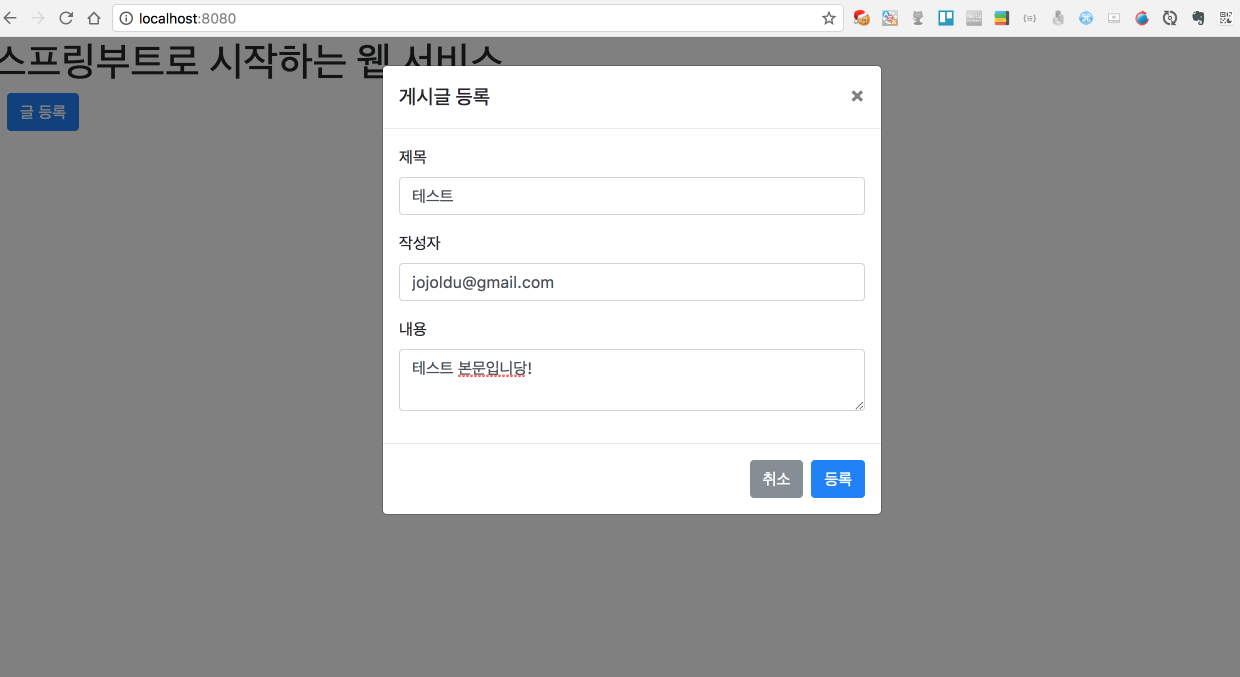 localhost:8080
스프링부트로 시작하는 웹 서비스
글 등록
게시글 등록
×
제목
테스트
작성자
jojoldu@gmail.com
내용
테스트 본문입니당!
취소 등록